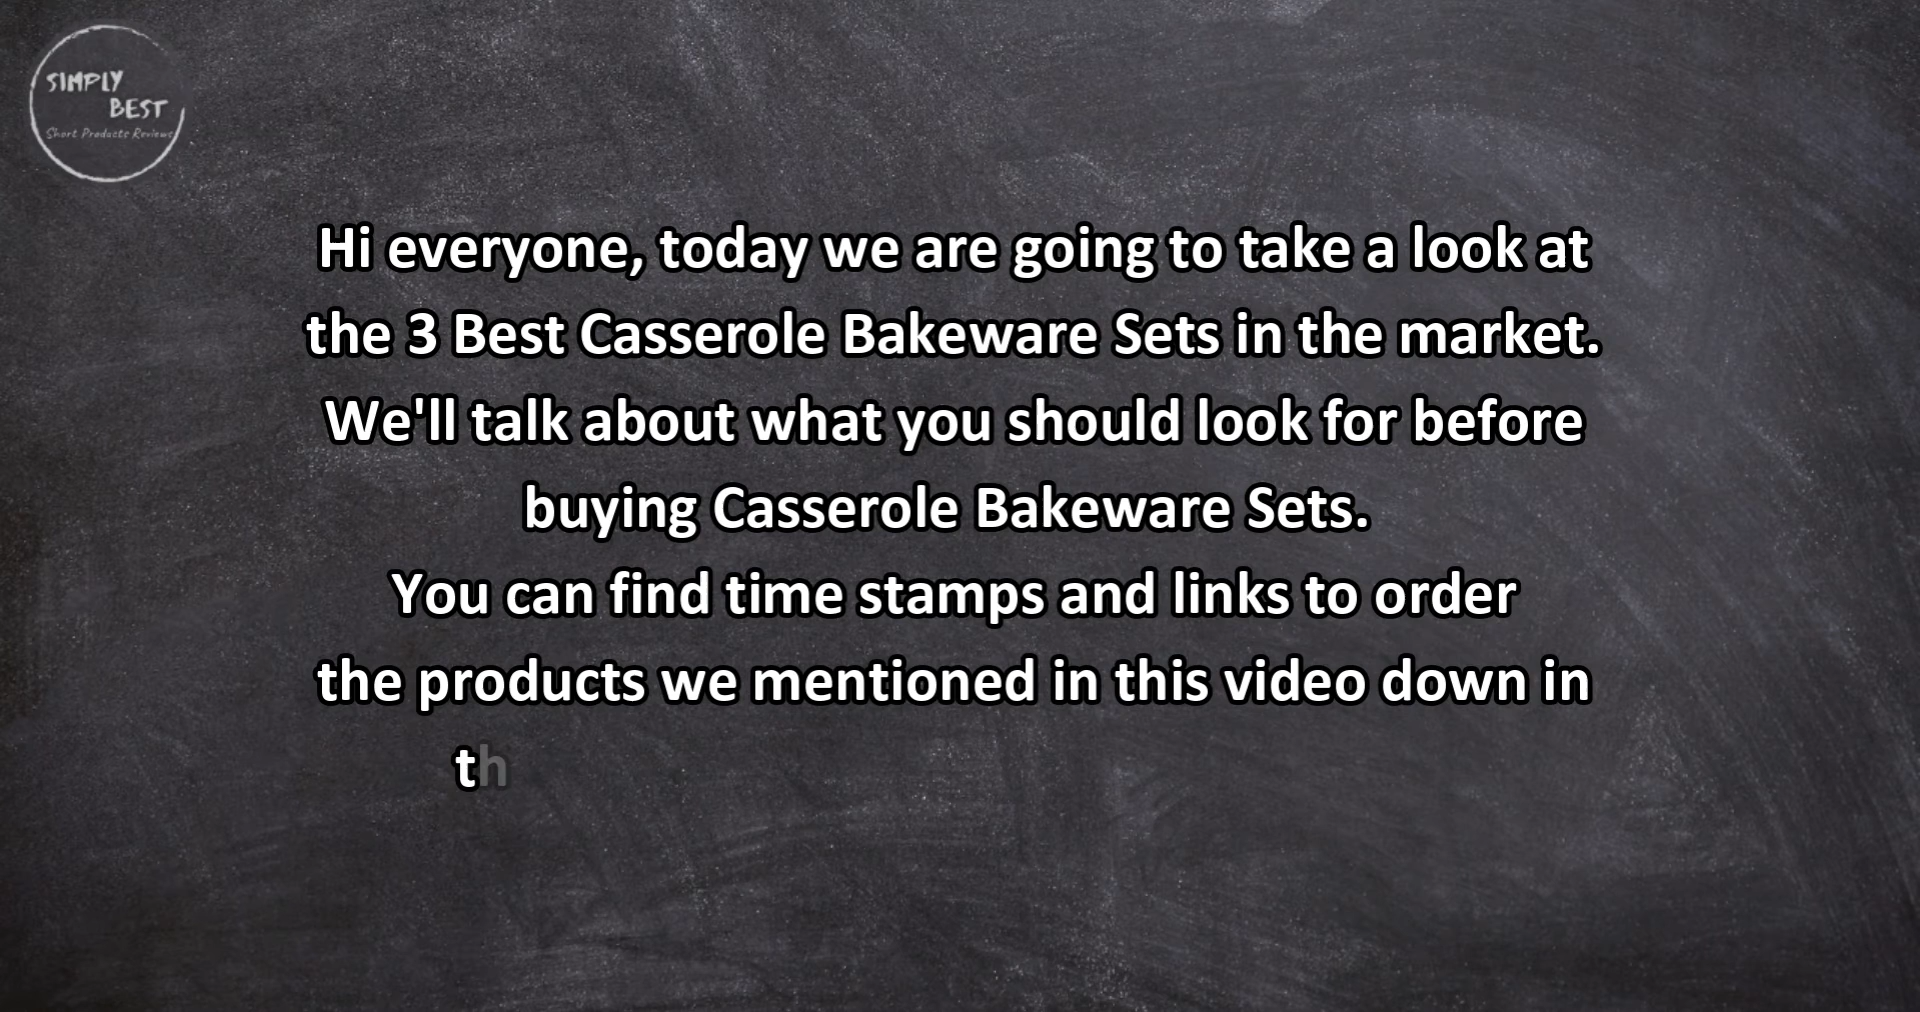 SIMPLY
BEST
Short Products Reviews
Hi everyone, today we are going to take a look at
the 3 Best Casserole Bakeware Sets in the market.
We'll talk about what you should look for before
buying Casserole Bakeware Sets.
You can find time stamps and links to order
the products we mentioned in this video down in
th